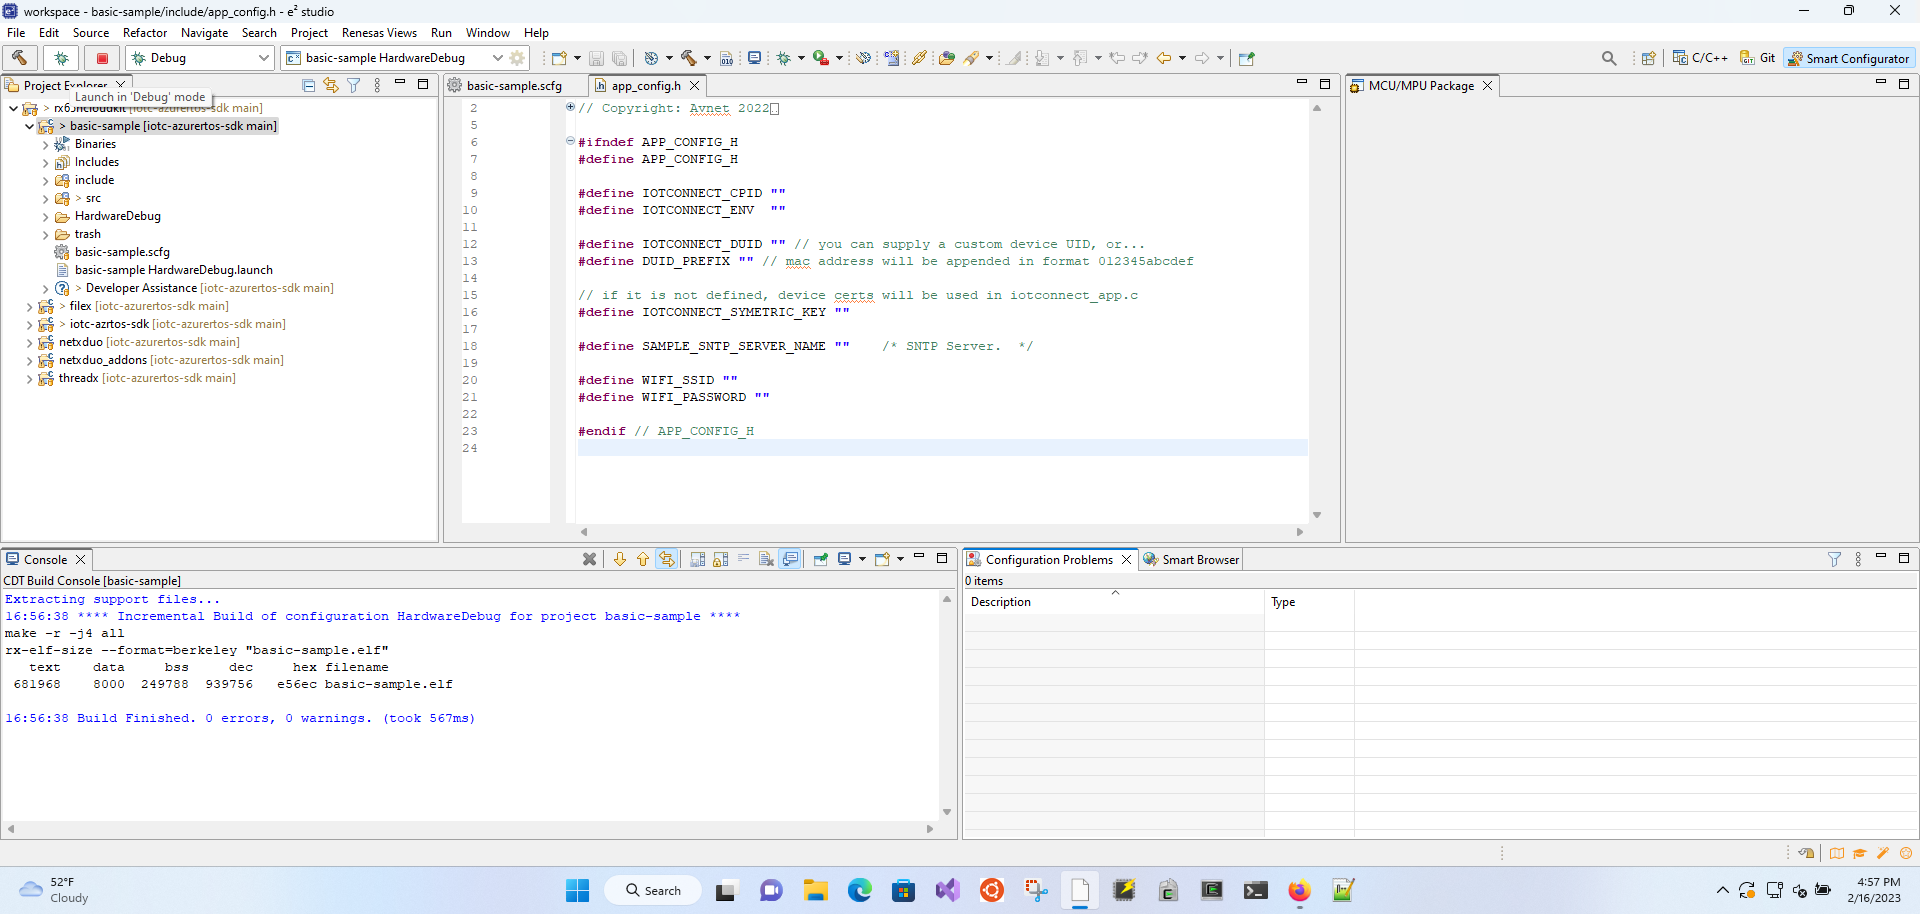 workspace - basic-sample/include/app_config.h - e² studio
File Edit Source Refactor Navigate Search Project Renesas Views Run Window Help
Debug
basic-sample HardwareDebug
C/C++
Git
Smart Configurator
Project Explorer
Launch in 'Debug' mode
> rx65ncloudkit [iotc-azurertos-sdk main]
> basic-sample [iotc-azurertos-sdk main]
Binaries
Includes
include
> src
HardwareDebug
trash
basic-sample.scfg
basic-sample HardwareDebug.launch
> Developer Assistance [iotc-azurertos-sdk main]
> filex [iotc-azurertos-sdk main]
> iotc-azrtos-sdk [iotc-azurertos-sdk main]
netxduo [iotc-azurertos-sdk main]
netxduo_addons [iotc-azurertos-sdk main]
threadx [iotc-azurertos-sdk main]
basic-sample.scfg
app_config.h
2 // Copyright: Avnet 2022
5
6 #ifndef APP_CONFIG_H
7 #define APP_CONFIG_H
8
9 #define IOTCONNECT_CPID ""
10 #define IOTCONNECT_ENV ""
11
12 #define IOTCONNECT_DUID "" // you can supply a custom device UID, or...
13 #define DUID_PREFIX "" // mac address will be appended in format 012345abcdef
14
15 // if it is not defined, device certs will be used in iotconnect_app.c
16 #define IOTCONNECT_SYMETRIC_KEY ""
17
18 #define SAMPLE_SNTP_SERVER_NAME "" /* SNTP Server. */
19
20 #define WIFI_SSID ""
21 #define WIFI_PASSWORD ""
22
23 #endif // APP_CONFIG_H
24
MCU/MPU Package
Console
CDT Build Console [basic-sample]
Extracting support files...
16:56:38 **** Incremental Build of configuration HardwareDebug for project basic-sample ****
make -r -j4 all
rx-elf-size --format=berkeley "basic-sample.elf"
text data bss dec hex filename
681968 8000 249788 939756 e56ec basic-sample.elf
16:56:38 Build Finished. 0 errors, 0 warnings. (took 567ms)
Configuration Problems
Smart Browser
0 items
Description Type
52°F
Cloudy
Search
4:57 PM
2/16/2023